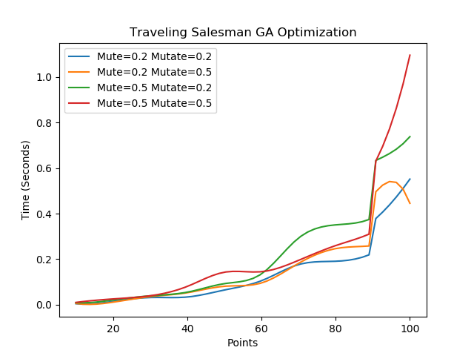 Traveling Salesman GA Optimization
Mute=0.2 Mutate=0.2
Mute=0.2 Mutate=0.5
Mute=0.5 Mutate=0.2
Mute=0.5 Mutate=0.5
Time (Seconds)
1.0
0.8
0.6
0.4
0.2
0.0
20 40 60 80 100
Points